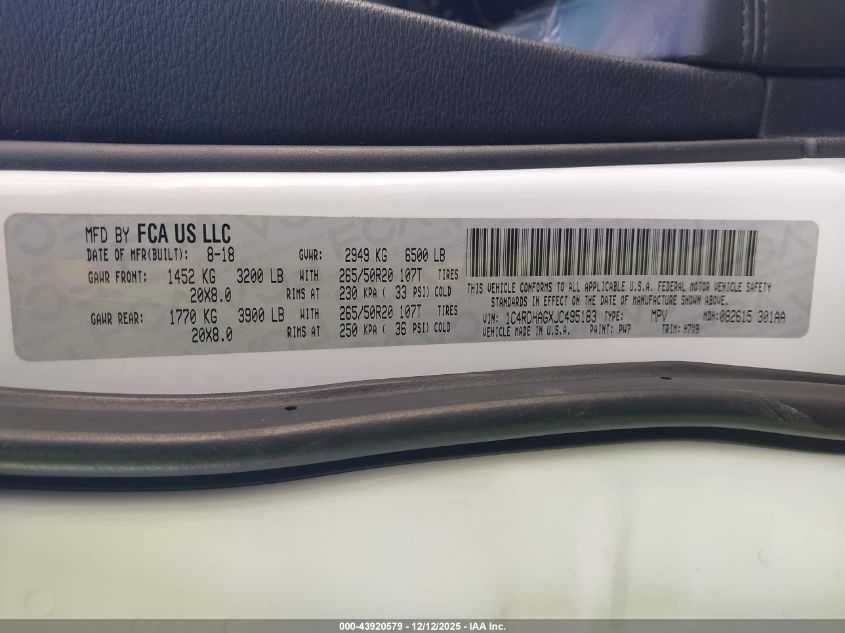 MFD BY FCA US LLC
DATE OF MFR(BUILT): 8-18 GVWR: 2949 KG 6500 LB
GAWR FRONT: 1452 KG 3200 LB WITH 265/50R20 107T TIRES
20X8.0 RIMS AT 230 KPA ( 33 PSI) COLD
GAWR REAR: 1770 KG 3900 LB WITH 265/50R20 107T TIRES
20X8.0 RIMS AT 250 KPA ( 36 PSI) COLD
THIS VEHICLE CONFORMS TO ALL APPLICABLE U.S.A. FEDERAL MOTOR VEHICLE SAFETY
STANDARDS IN EFFECT ON THE DATE OF MANUFACTURE SHOWN ABOVE.
VIN: 1C4RDHAGXJC495183 TYPE: MPV MDH: 082615 301AA
VEHICLE MADE IN U.S.A. PAINT: PW7 TRIM: H7X9
000-43920579 - 12/12/2025 - IAA Inc.